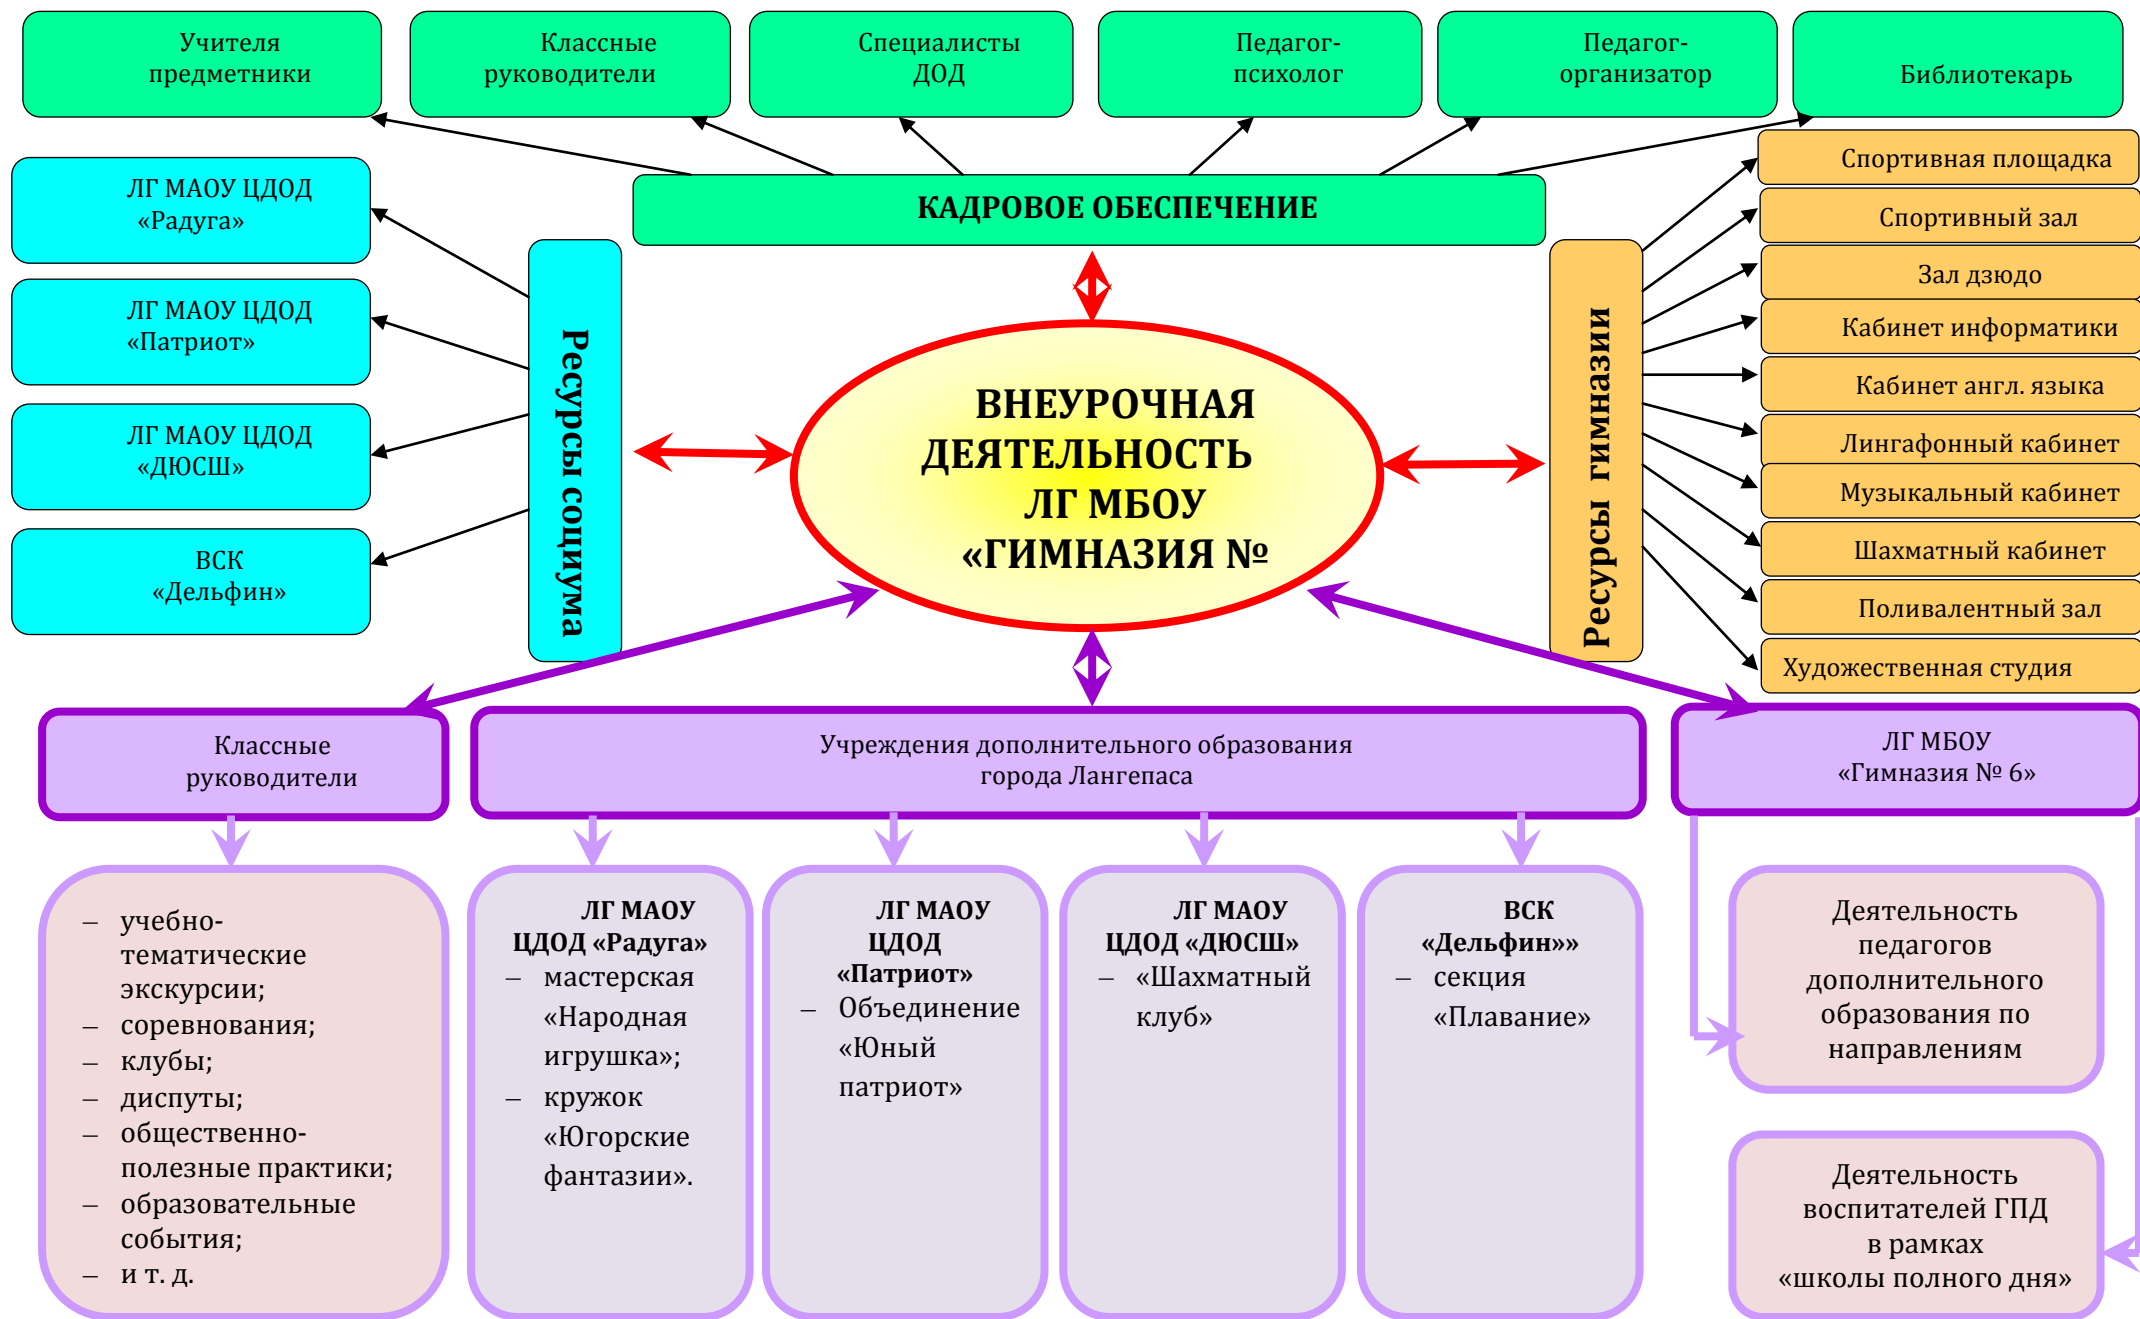 Учителя
предметники
Классные
руководители
Специалисты
ДОД
Педагог-
психолог
Педагог-
организатор
Библиотекарь
КАДРОВОЕ ОБЕСПЕЧЕНИЕ
ЛГ МАОУ ЦДОД
«Радуга»
ЛГ МАОУ ЦДОД
«Патриот»
ЛГ МАОУ ЦДОД
«ДЮСШ»
ВСК
«Дельфин»
Ресурсы социума
ВНЕУРОЧНАЯ
ДЕЯТЕЛЬНОСТЬ
ЛГ МБОУ
«ГИМНАЗИЯ №
Ресурсы гимназии
Спортивная площадка
Спортивный зал
Зал дзюдо
Кабинет информатики
Кабинет англ. языка
Лингафонный кабинет
Музыкальный кабинет
Шахматный кабинет
Поливалентный зал
Художественная студия
Классные
руководители
Учреждения дополнительного образования
города Лангепаса
ЛГ МБОУ
«Гимназия № 6»
– учебно-
тематические
экскурсии;
– соревнования;
– клубы;
– диспуты;
– общественно-
полезные практики;
– образовательные
события;
– и т. д.
ЛГ МАОУ
ЦДОД «Радуга»
– мастерская
«Народная
игрушка»;
– кружок
«Югорские
фантазии».
ЛГ МАОУ
ЦДОД
«Патриот»
– Объединение
«Юный
патриот»
ЛГ МАОУ
ЦДОД «ДЮСШ»
– «Шахматный
клуб»
ВСК
«Дельфин»»
– секция
«Плавание»
Деятельность
педагогов
дополнительного
образования по
направлениям
Деятельность
воспитателей ГПД
в рамках
«школы полного дня»